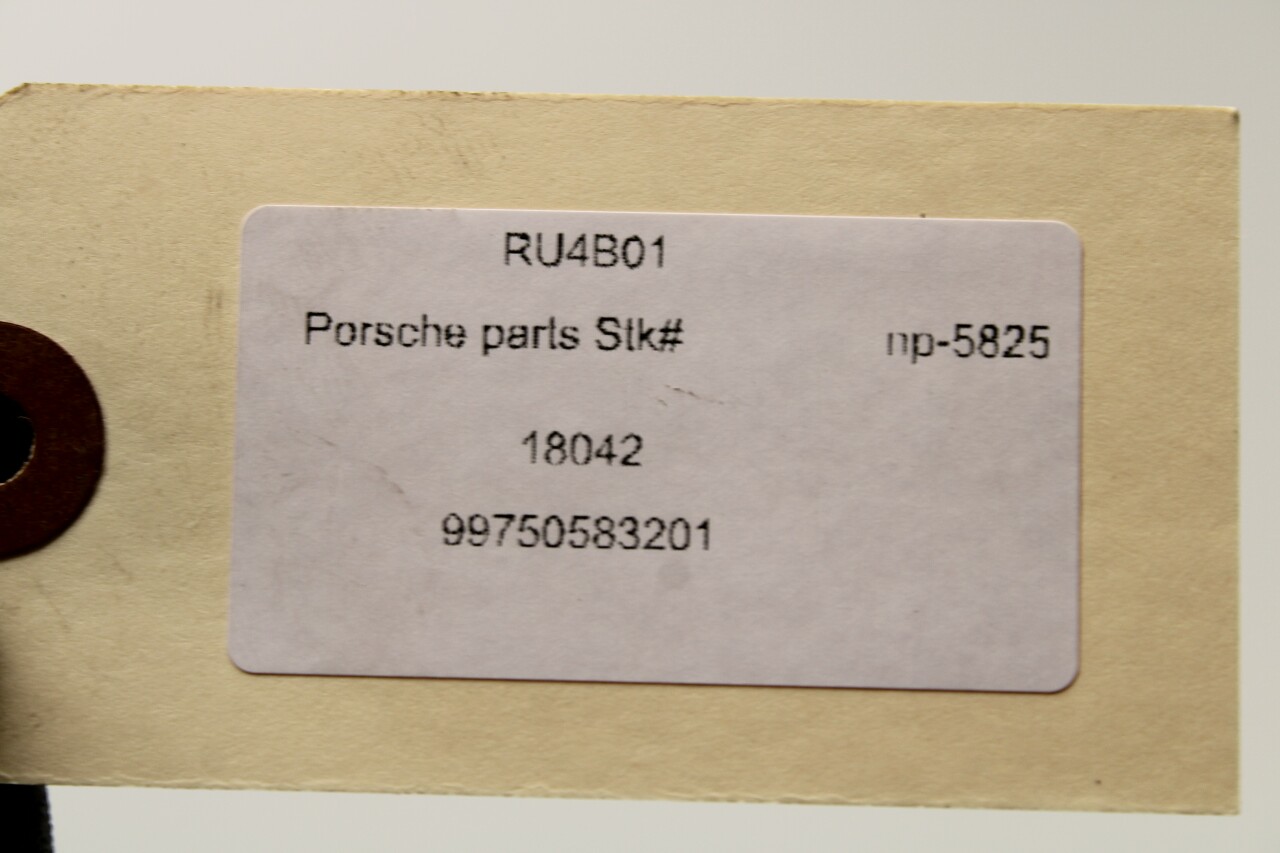 RU4B01
Porsche parts Stk# np-5825
18042
99750583201